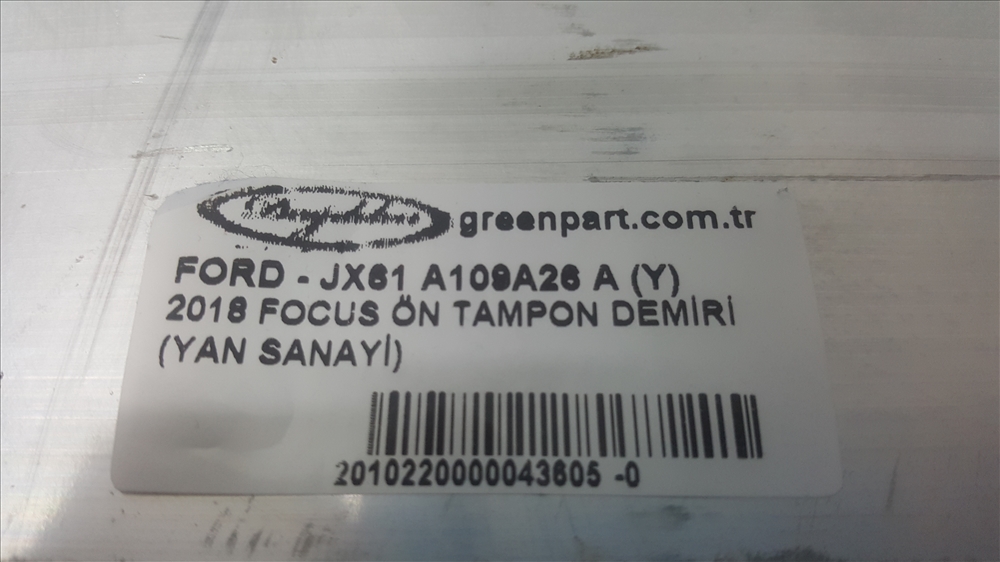 greenpart.com.tr
FORD - JX61 A109A26 A (Y)
2018 FOCUS ÖN TAMPON DEMİRİ
(YAN SANAYİ)
2010220000043605 -0